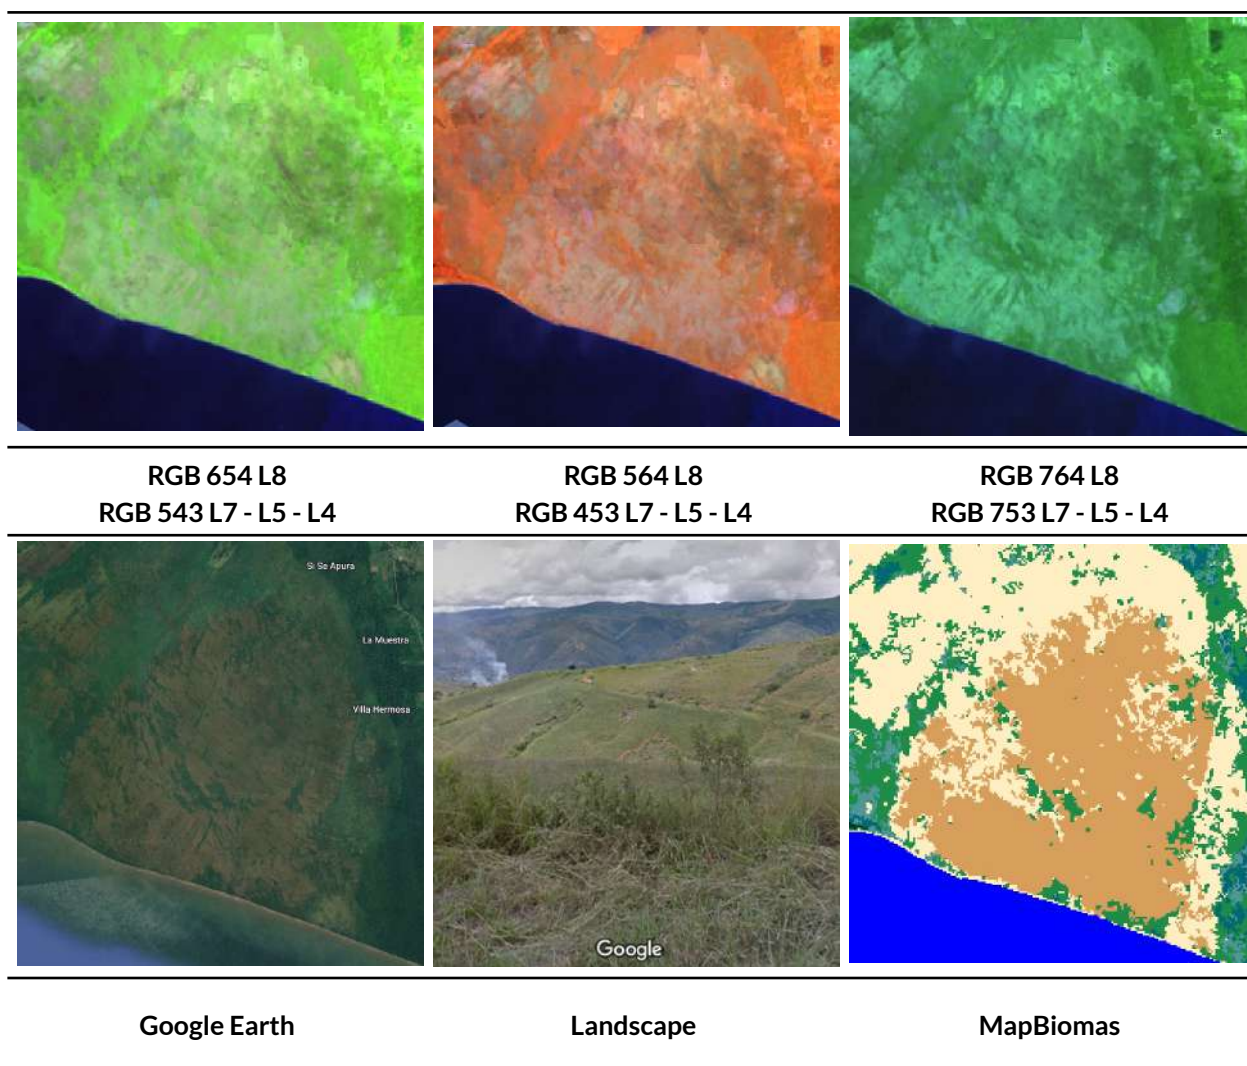 RGB 654 L8
RGB 543 L7 - L5 - L4
RGB 564 L8
RGB 453 L7 - L5 - L4
RGB 764 L8
RGB 753 L7 - L5 - L4
Si Se Apura
La Muestra
Villa Hermosa
Google
Google Earth
Landscape
MapBiomas